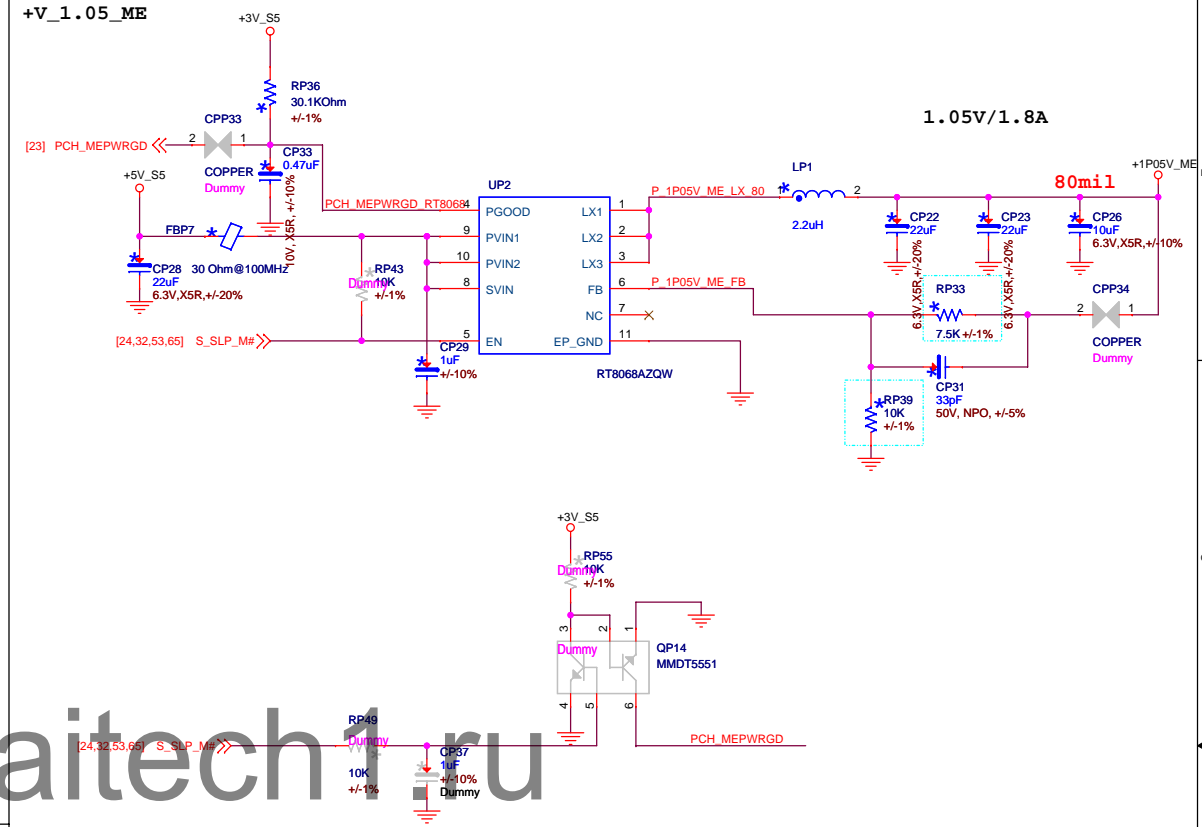 +V_1.05_ME
+3V_S5
RP36
30.1KOhm
+/-1%
CPP33
2
1
[23] PCH_MEPWRGD
COPPER
Dummy
CP33
0.47uF
10V, X5R, +/-10%
+5V_S5
PCH_MEPWRGD_RT8068
FBP7
30 Ohm@100MHz
CP28
22uF
6.3V,X5R,+/-20%
RP43
Dummy
10K
+/-1%
[24,32,53,65] S_SLP_M#
CP29
1uF
+/-10%
UP2
4 PGOOD
9 PVIN1
10 PVIN2
8 SVIN
5 EN
LX1 1
LX2 2
LX3 3
FB 6
NC 7
EP_GND 11
RT8068AZQW
P_1P05V_ME_LX_80
P_1P05V_ME_FB
LP1
1
2
2.2uH
1.05V/1.8A
+1P05V_ME
80mil
CP22
22uF
6.3V,X5R,+/-20%
CP23
22uF
6.3V,X5R,+/-20%
CP26
10uF
6.3V,X5R,+/-10%
RP33
7.5K +/-1%
CPP34
2
1
COPPER
Dummy
CP31
33pF
50V, NPO, +/-5%
RP39
10K
+/-1%
+3V_S5
RP55
Dummy
10K
+/-1%
3
2
1
Dummy
QP14
MMDT5551
4
5
6
PCH_MEPWRGD
[24,32,53,65] S_SLP_M#
RP49
Dummy
10K
+/-1%
CP37
1uF
+/-10%
Dummy
aitech1.ru